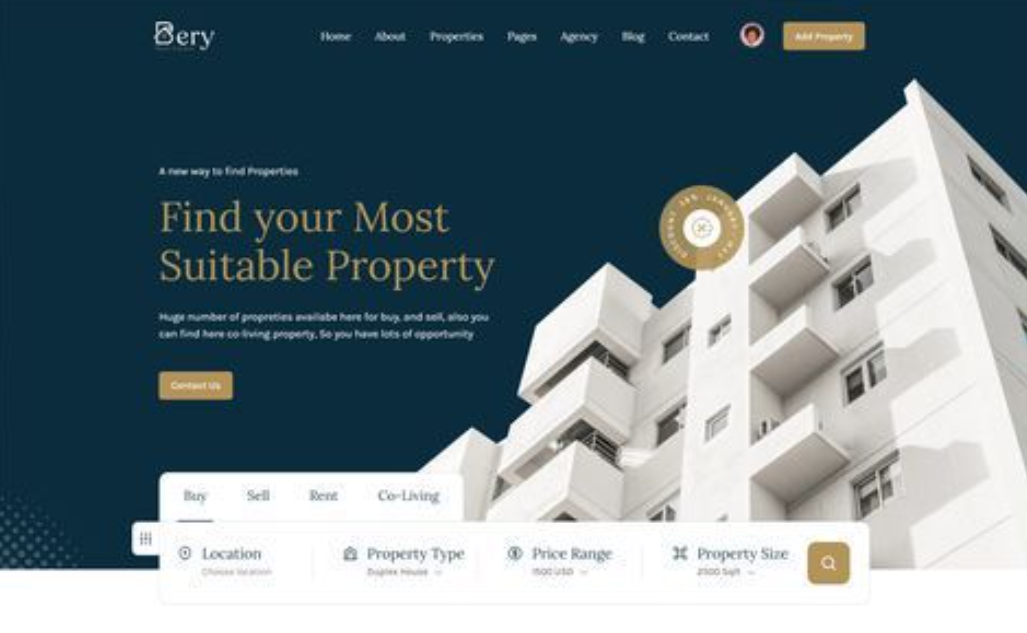 Bery
Home About Properties Pages Agency Blog Contact
Add Property
A new way to find Properties
Find your Most
Suitable Property
Huge number of propreties availabe here for buy, and sell, also you
can find here co-living property, So you have lots of opportunity
Contact Us
Buy Sell Rent Co-Living
Location Property Type Price Range Property Size
Choose location Duplex House 1500 USD 2500 Sqft